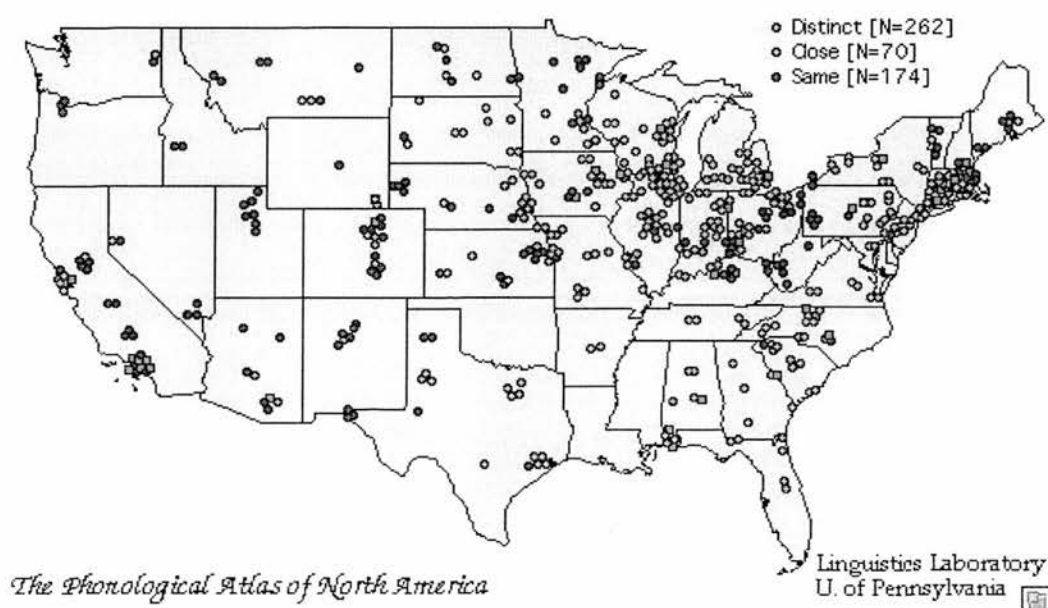 Distinct [N=262]
Close [N=70]
Same [N=174]
The Phonological Atlas of North America
Linguistics Laboratory
U. of Pennsylvania